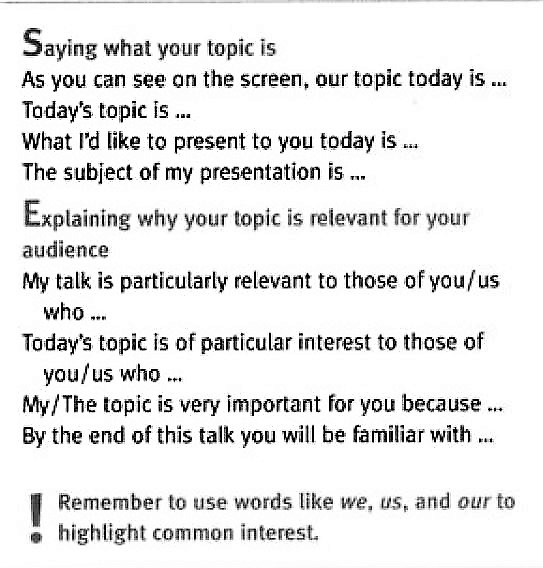 Saying what your topic is
As you can see on the screen, our topic today is ...
Today's topic is ...
What I'd like to present to you today is ...
The subject of my presentation is ...
Explaining why your topic is relevant for your
audience
My talk is particularly relevant to those of you/us
who ...
Today's topic is of particular interest to those of
you/us who ...
My/The topic is very important for you because ...
By the end of this talk you will be familiar with ...
! Remember to use words like we, us, and our to
highlight common interest.